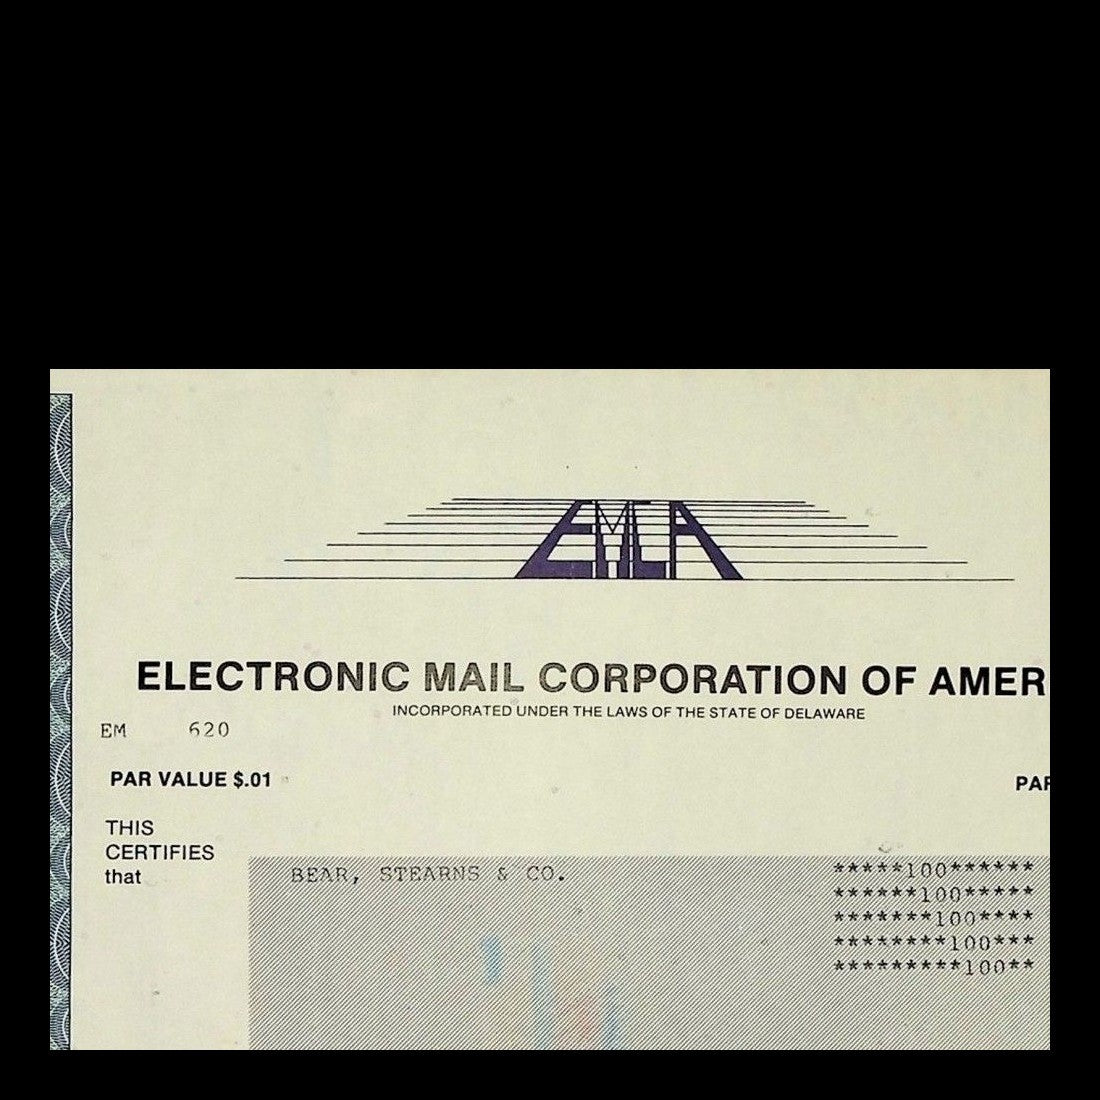 EMCA
ELECTRONIC MAIL CORPORATION OF AMER
INCORPORATED UNDER THE LAWS OF THE STATE OF DELAWARE
EM 620
PAR VALUE $.01 PAR
THIS
CERTIFIES
that
BEAR, STEARNS & CO. *****100******
******100*****
*******100****
********100***
*********100**